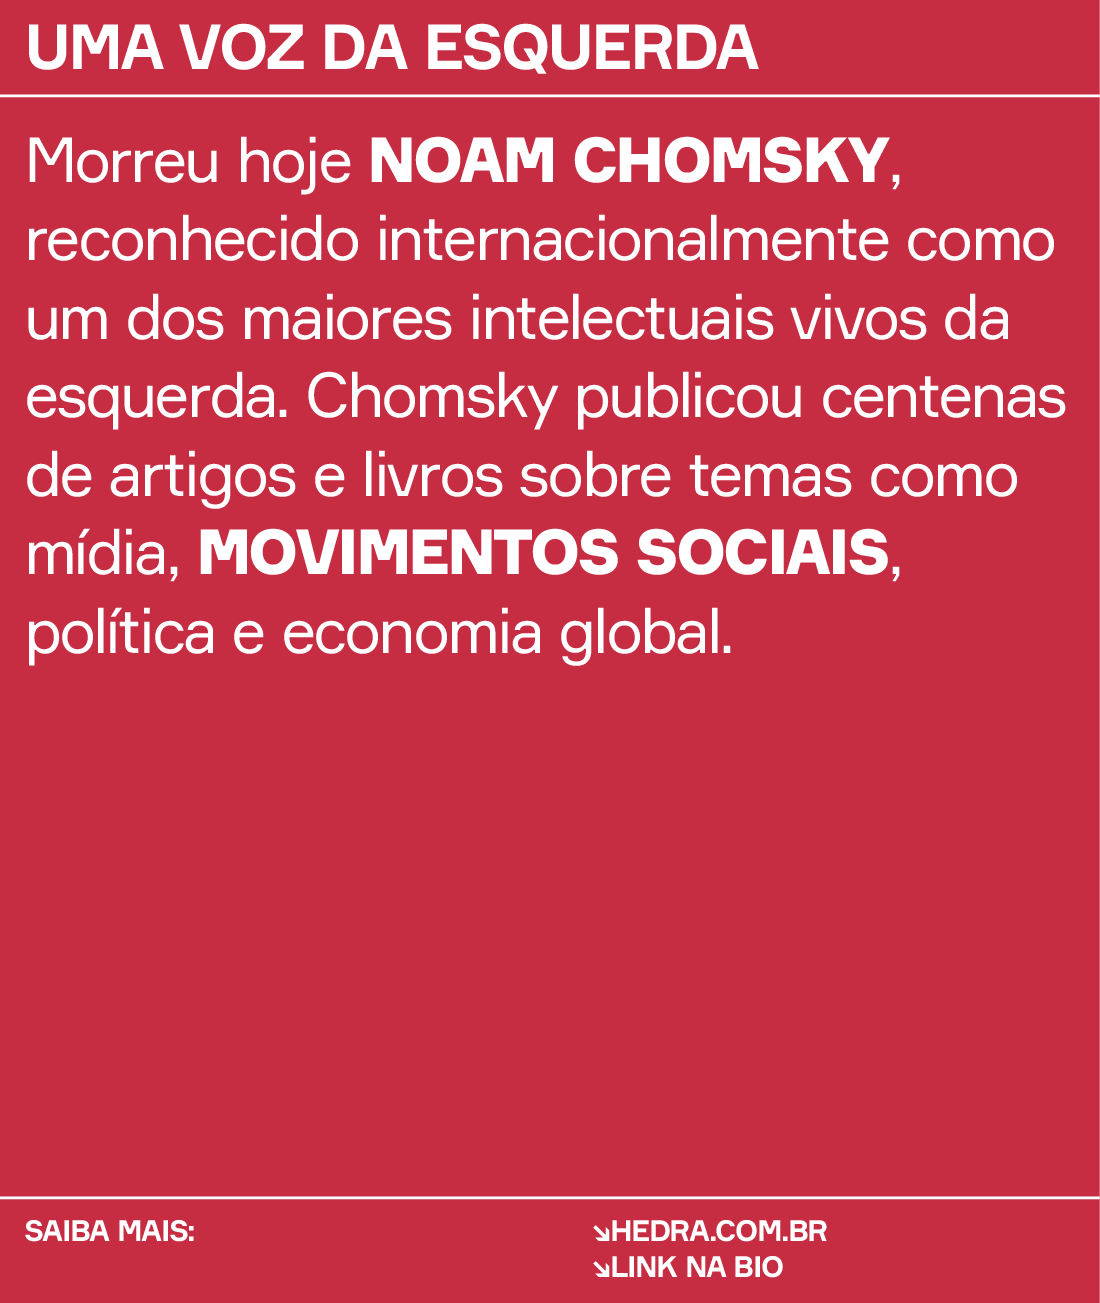 UMA VOZ DA ESQUERDA
Morreu hoje NOAM CHOMSKY,
reconhecido internacionalmente como
um dos maiores intelectuais vivos da
esquerda. Chomsky publicou centenas
de artigos e livros sobre temas como
mídia, MOVIMENTOS SOCIAIS,
política e economia global.
SAIBA MAIS:
↘HEDRA.COM.BR
↘LINK NA BIO